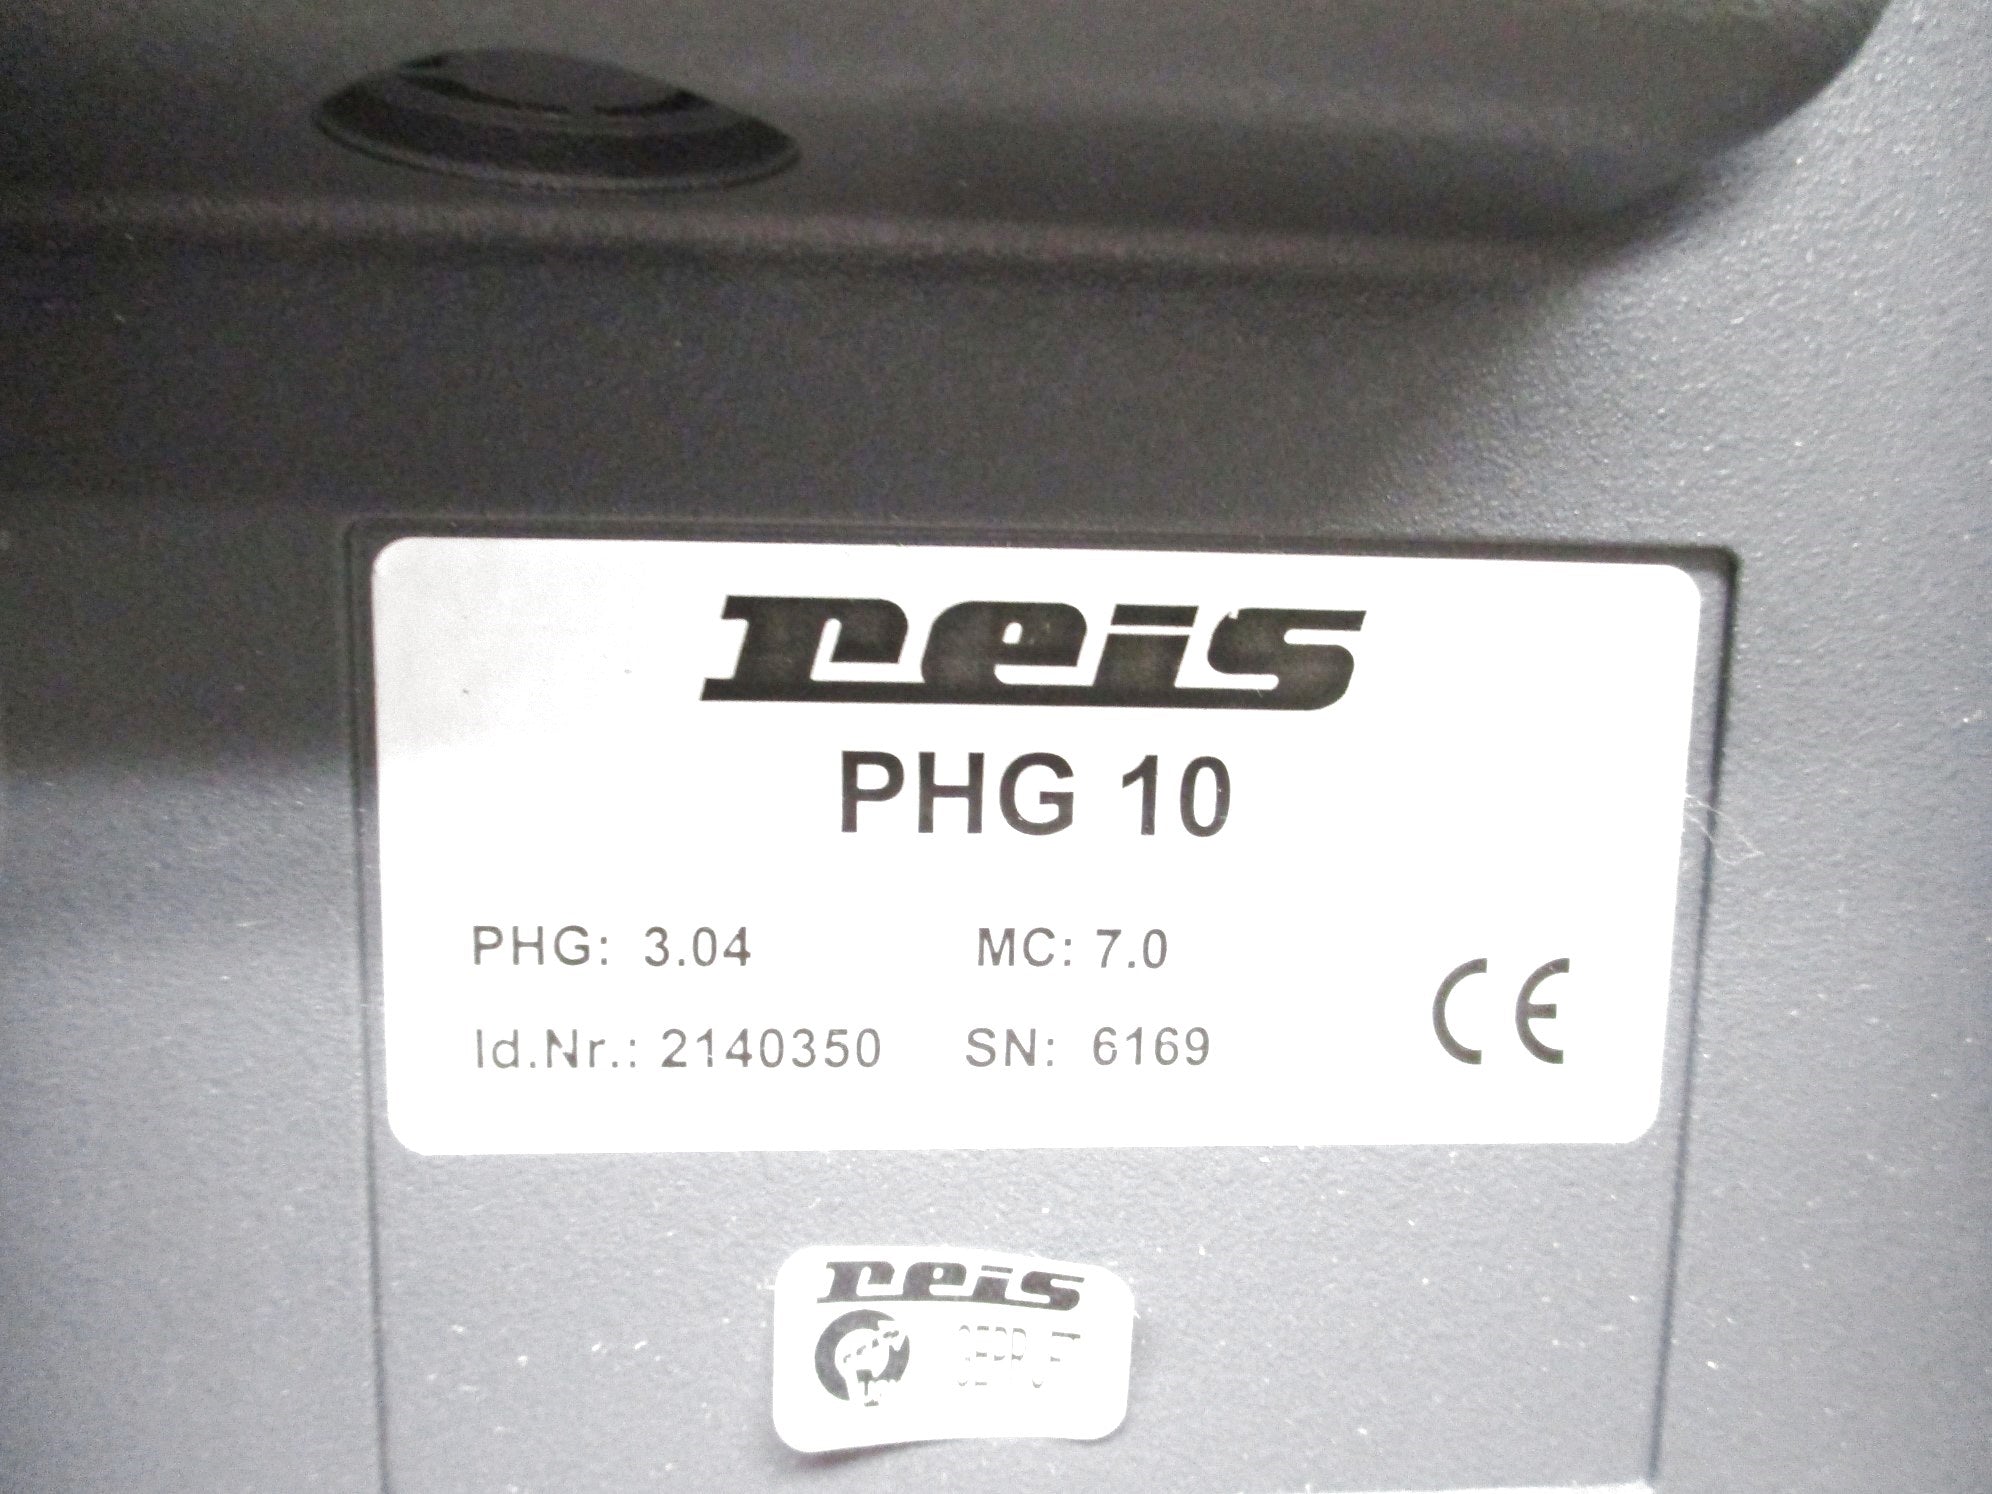 reis
PHG 10
PHG: 3.04 MC: 7.0
Id.Nr.: 2140350 SN: 6169
CE
reis